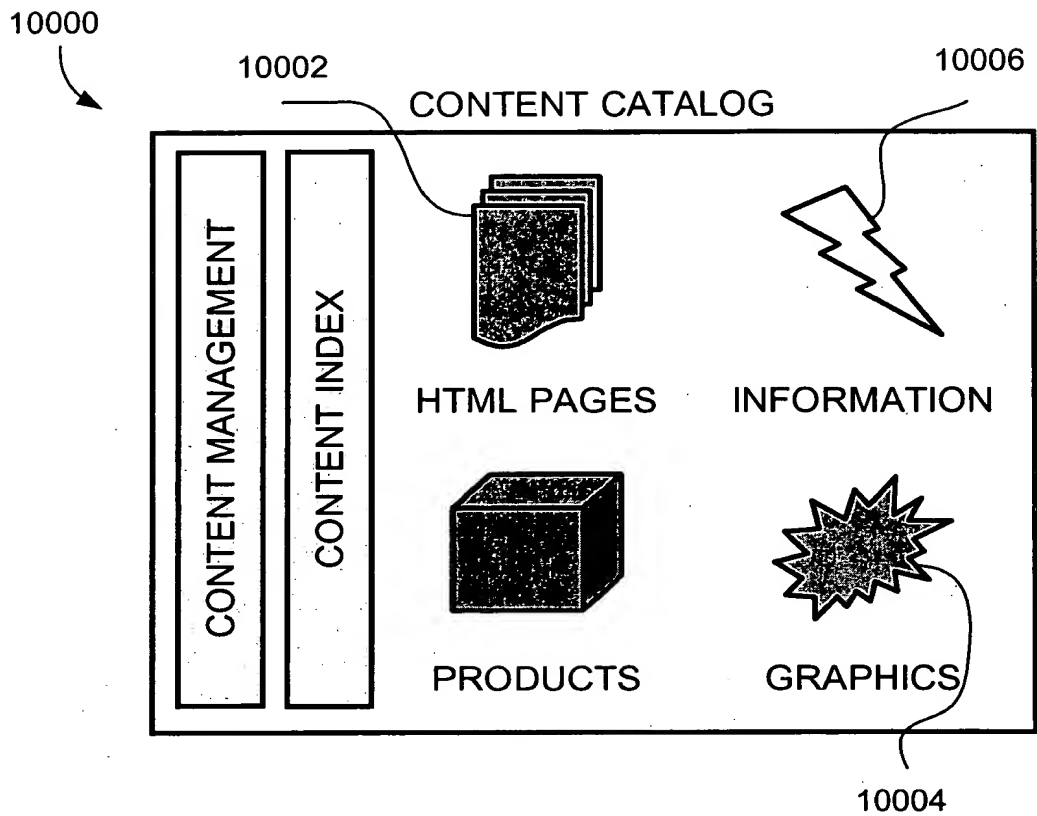 10000
10002
10006
CONTENT CATALOG
CONTENT MANAGEMENT
CONTENT INDEX
HTML PAGES
INFORMATION
PRODUCTS
GRAPHICS
10004